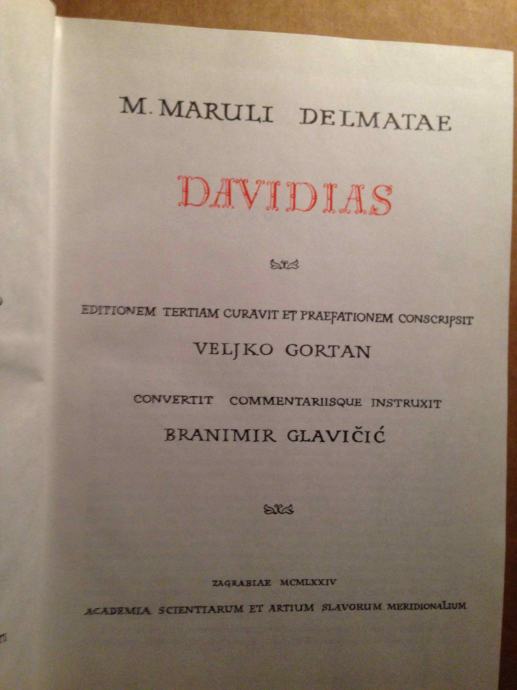 M. MARULI DELMATAE
DAVIDIAS
EDITIONEM TERTIAM CURAVIT ET PRAEFATIONEM CONSCRIPSIT
VELJKO GORTAN
CONVERTIT COMMENTARIISQUE INSTRUXIT
BRANIMIR GLAVIČIĆ
ZAGRABIAE MCMLXXIV
ACADEMIA SCIENTIARUM ET ARTIUM SLAVORUM MERIDIONALIUM